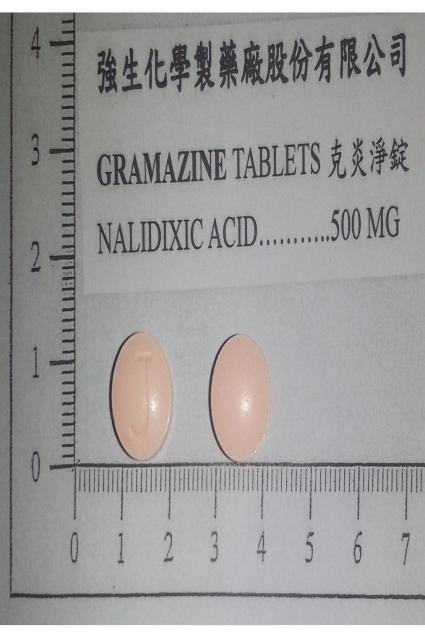 強生化學製藥廠股份有限公司
GRAMAZINE TABLETS 克炎淨錠
NALIDIXIC ACID...........500 MG
4
3
2
1
0
J
0 1 2 3 4 5 6 7